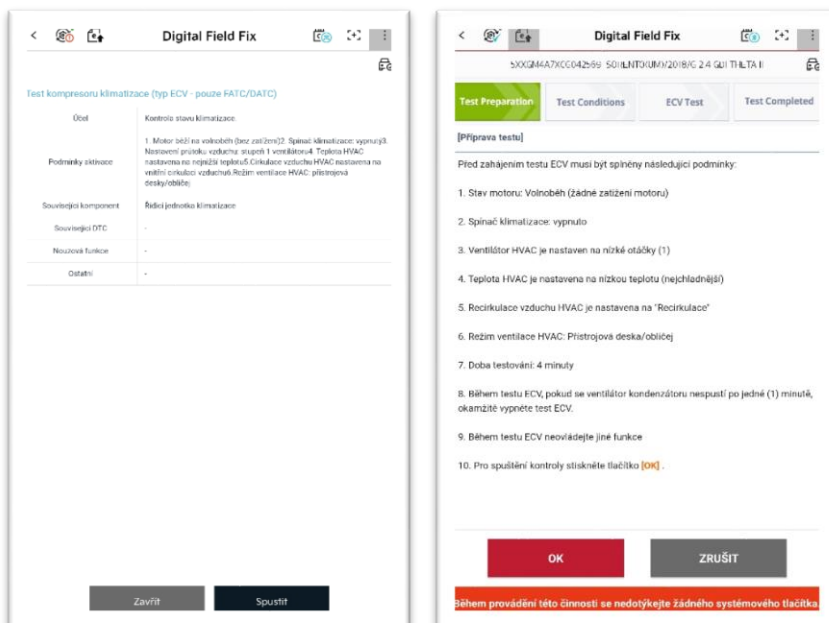 Digital Field Fix
Test kompresoru klimatizace (typ ECV - pouze FATC/DATC)
Účel
Kontrola stavu klimatizace
Podmínky aktivace
1. Motor běží na volnoběh (bez zatížení)2. Spínač klimatizace: vypnutý3.
Nastavení průtoku vzduchu: stupeň 1 ventilátoru4. Teplota HVAC
nastavena na nejnižší teplotu5.Cirkulace vzduchu HVAC nastavena na
vnitřní cirkulaci vzduchu6.Režim ventilace HVAC: přístrojová
desky/obličej
Související komponent
Řídicí jednotka klimatizace
Související DTC
-
Nouzová funkce
-
Ostatní
-
Zavřít
Spustit
Digital Field Fix
SORENTO(UM)/2018/G 2.4 GDI THETA II
Test Preparation
Test Conditions
ECV Test
Test Completed
[Příprava testu]
Před zahájením testu ECV musí být splněny následující podmínky:
1. Stav motoru: Volnoběh (žádné zatížení motoru)
2. Spínač klimatizace: vypnuto
3. Ventilátor HVAC je nastaven na nízké otáčky (1)
4. Teplota HVAC je nastavena na nízkou teplotu (nejchladnější)
5. Recirkulace vzduchu HVAC je nastavena na "Recirkulace"
6. Režim ventilace HVAC: Přístrojová deska/obličej
7. Doba testování: 4 minuty
8. Během testu ECV, pokud se ventilátor kondenzátoru nespustí po jedné (1) minutě,
okamžitě vypněte test ECV.
9. Během testu ECV neovládejte jiné funkce
10. Pro spuštění kontroly stiskněte tlačítko [OK] .
OK
ZRUŠIT
Během provádění této činnosti se nedotýkejte žádného systémového tlačítka.